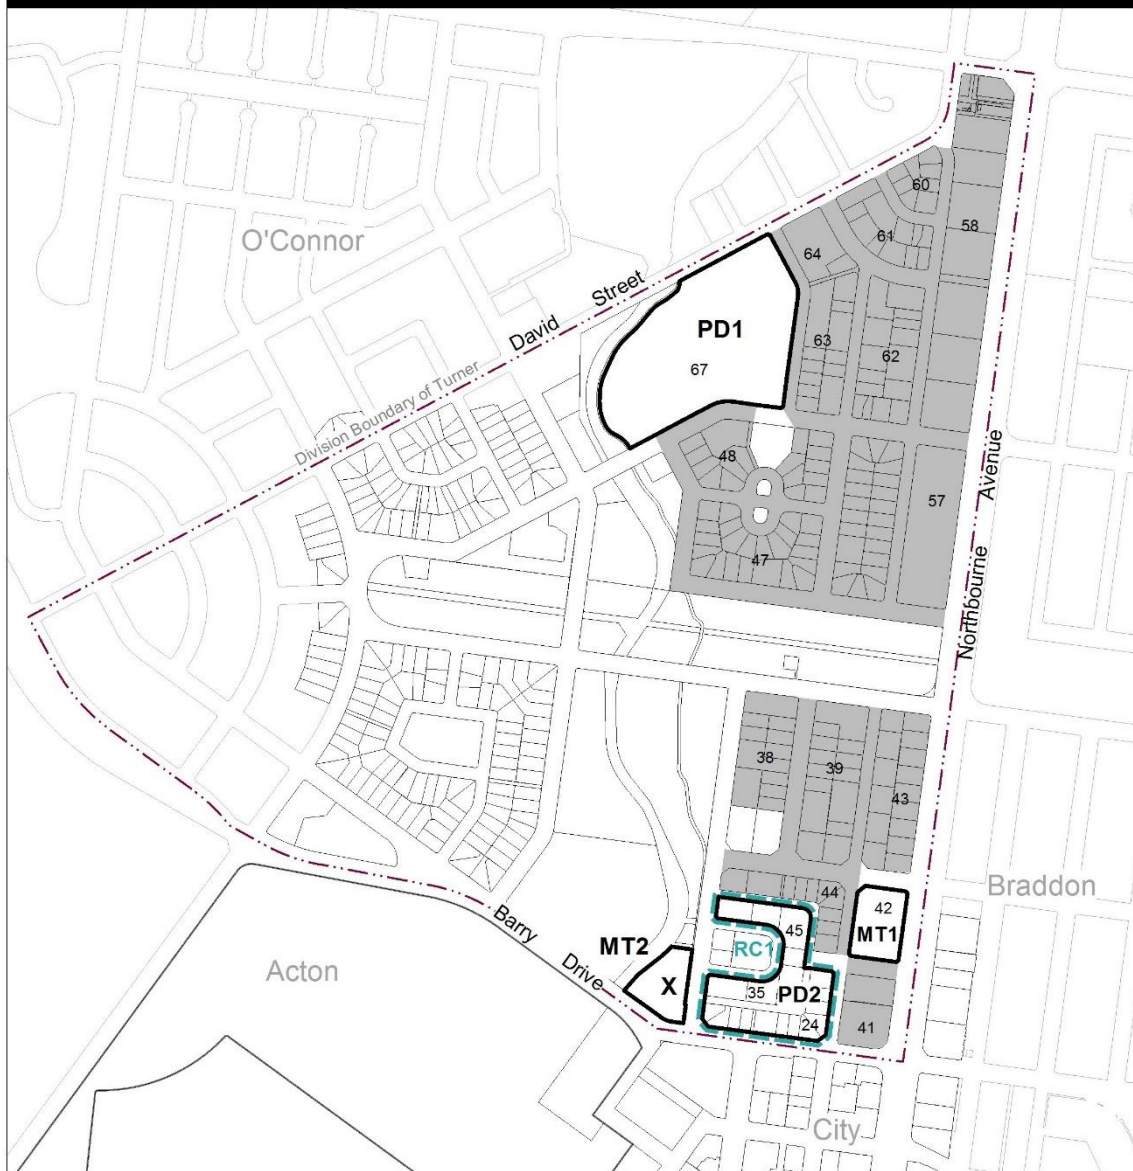 60
58
61
O'Connor
64
David Street
PD1
63
62
67
Division Boundary of Turner
48
Northbourne Avenue
57
47
38
39
43
44
Braddon
42
MT1
Barry Drive
45
RC1
MT2
Acton
X
35
PD2
24
41
City